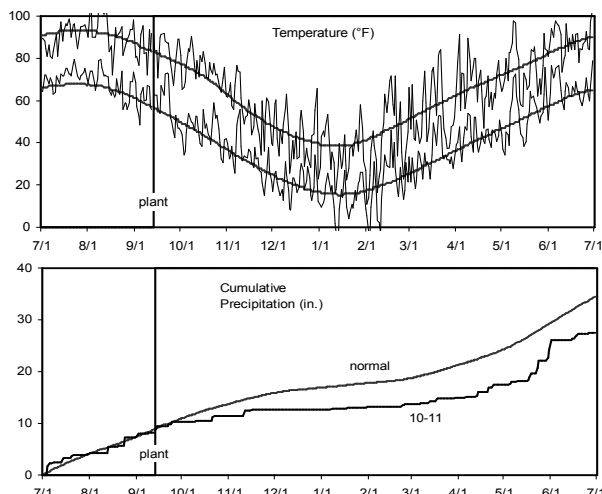 100
Temperature (°F)
80
60
40
20
plant
0
7/1 8/1 9/1 10/1 11/1 12/1 1/1 2/1 3/1 4/1 5/1 6/1 7/1
40
Cumulative
Precipitation (in.)
30
normal
20
10-11
10
plant
0
7/1 8/1 9/1 10/1 11/1 12/1 1/1 2/1 3/1 4/1 5/1 6/1 7/1